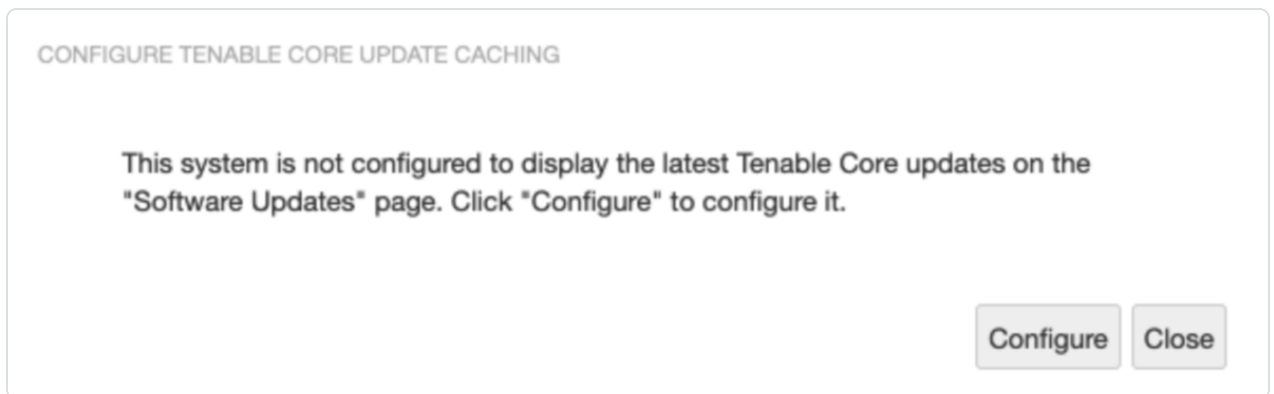 CONFIGURE TENABLE CORE UPDATE CACHING
This system is not configured to display the latest Tenable Core updates on the
"Software Updates" page. Click "Configure" to configure it.
Configure Close